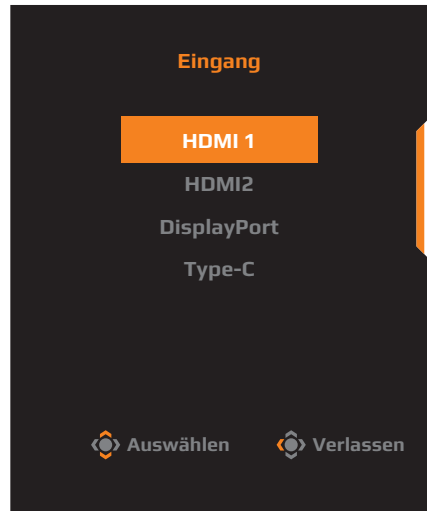 Eingang
HDMI 1
HDMI2
DisplayPort
Type-C
Auswählen Verlassen